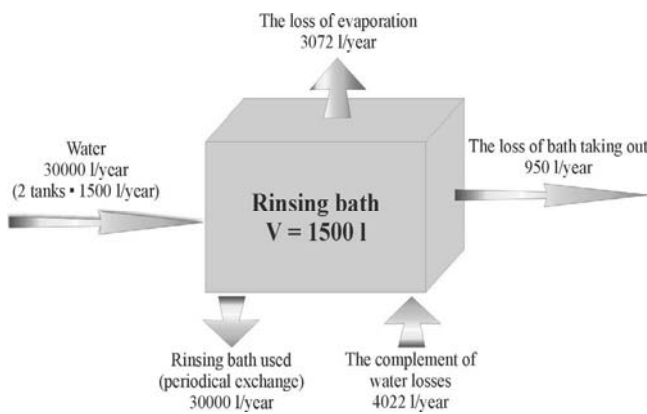 The loss of evaporation
3072 l/year
Water
30000 l/year
(2 tanks • 1500 l/year)
The loss of bath taking out
950 l/year
Rinsing bath
V = 1500 l
Rinsing bath used
(periodical exchange)
30000 l/year
The complement of
water losses
4022 l/year